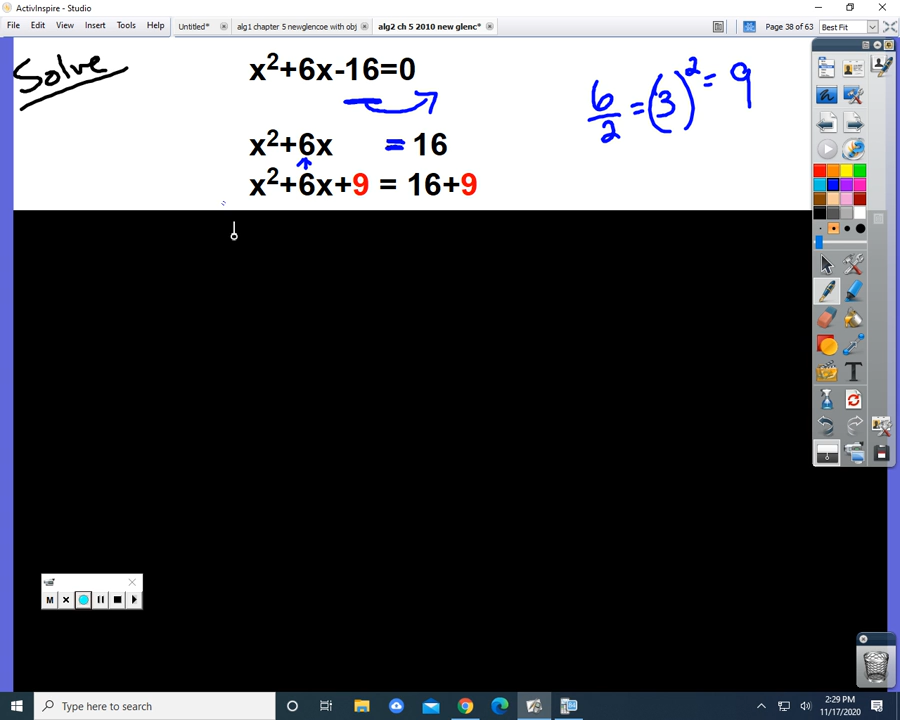 ActivInspire - Studio
File Edit View Insert Tools Help
Untitled* alg1 chapter 5 newglencoe with obj alg2 ch 5 2010 new glenc* Page 38 of 63 Best Fit
Solve
x²+6x-16=0
6/2 = (3)² = 9
x²+6x = 16
x²+6x+9 = 16+9
M
Type here to search
2:29 PM
11/17/2020